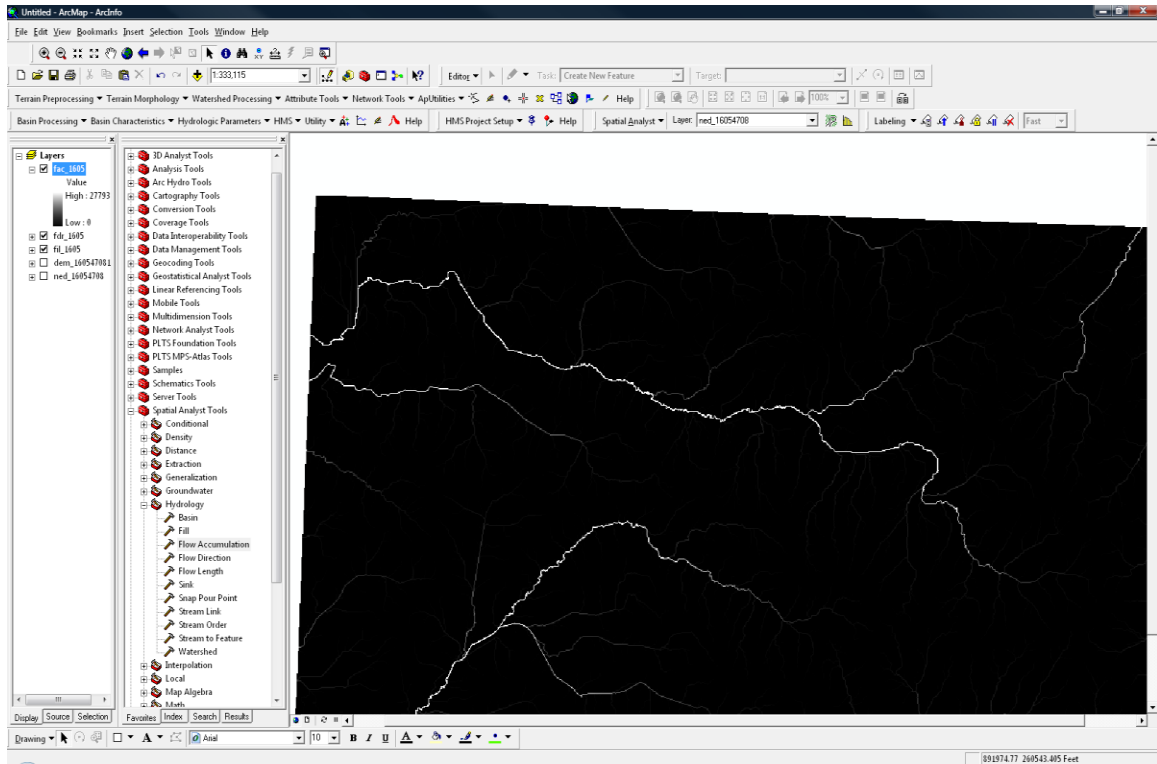 Untitled - ArcMap - ArcInfo
File Edit View Bookmarks Insert Selection Tools Window Help
1:333,115
Editor Task: Create New Feature Target:
Terrain Preprocessing Terrain Morphology Watershed Processing Attribute Tools Network Tools ApUtilities Help 100%
Basin Processing Basin Characteristics Hydrologic Parameters HMS Utility Help HMS Project Setup Help Spatial Analyst Layer: ned_16054708 Labeling Fast
Layers
fac_1605
Value
High : 27793
Low : 0
fdr_1605
fil_1605
dem_160547081
ned_16054708
3D Analyst Tools
Analysis Tools
Arc Hydro Tools
Cartography Tools
Conversion Tools
Coverage Tools
Data Interoperability Tools
Data Management Tools
Geocoding Tools
Geostatistical Analyst Tools
Linear Referencing Tools
Mobile Tools
Multidimension Tools
Network Analyst Tools
PLTS Foundation Tools
PLTS MPS-Atlas Tools
Samples
Schematics Tools
Server Tools
Spatial Analyst Tools
Conditional
Density
Distance
Extraction
Generalization
Groundwater
Hydrology
Basin
Fill
Flow Accumulation
Flow Direction
Flow Length
Sink
Snap Pour Point
Stream Link
Stream Order
Stream to Feature
Watershed
Interpolation
Local
Map Algebra
Math
Display Source Selection
Favorites Index Search Results
Drawing A Arial 10 B I U A
891974.77 260543.405 Feet